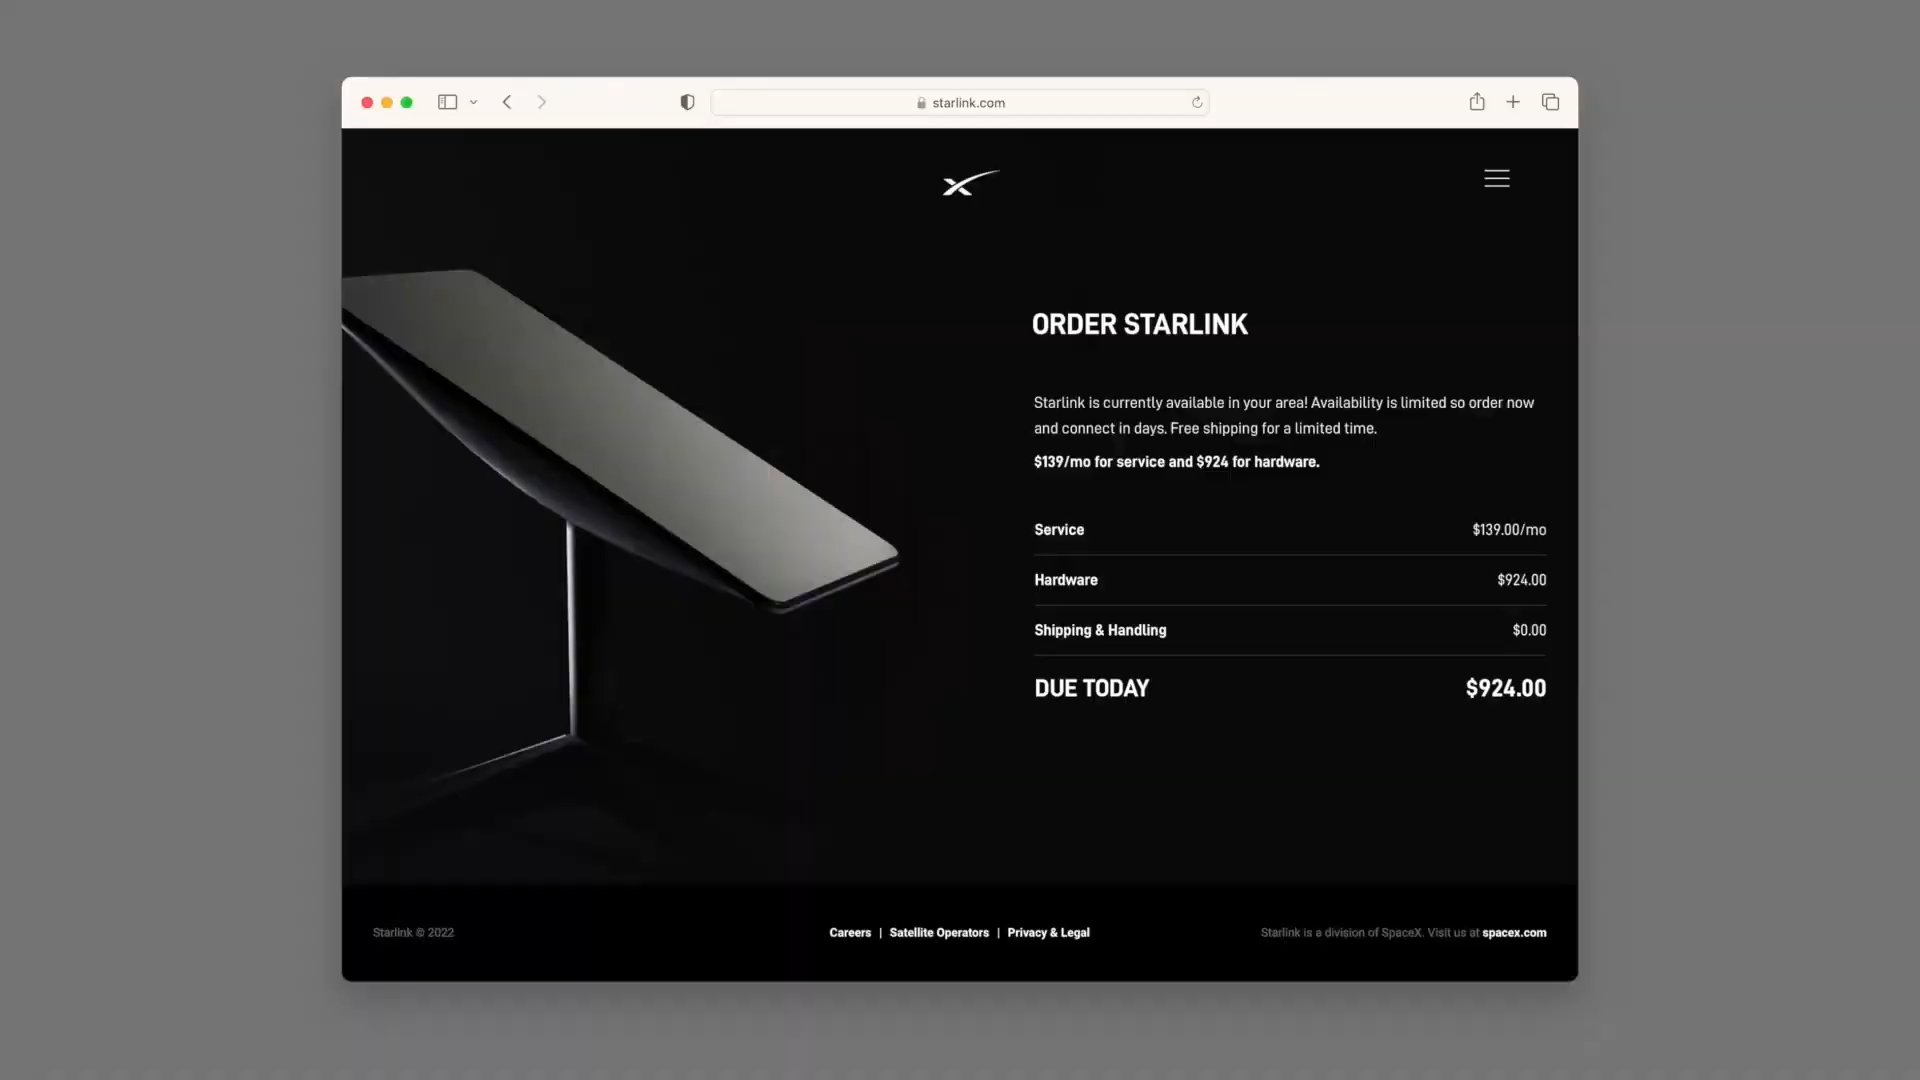 starlink.com
ORDER STARLINK
Starlink is currently available in your area! Availability is limited so order now
and connect in days. Free shipping for a limited time.
$139/mo for service and $924 for hardware.
Service $139.00/mo
Hardware $924.00
Shipping & Handling $0.00
DUE TODAY $924.00
Starlink © 2022 Careers | Satellite Operators | Privacy & Legal Starlink is a division of SpaceX. Visit us at spacex.com